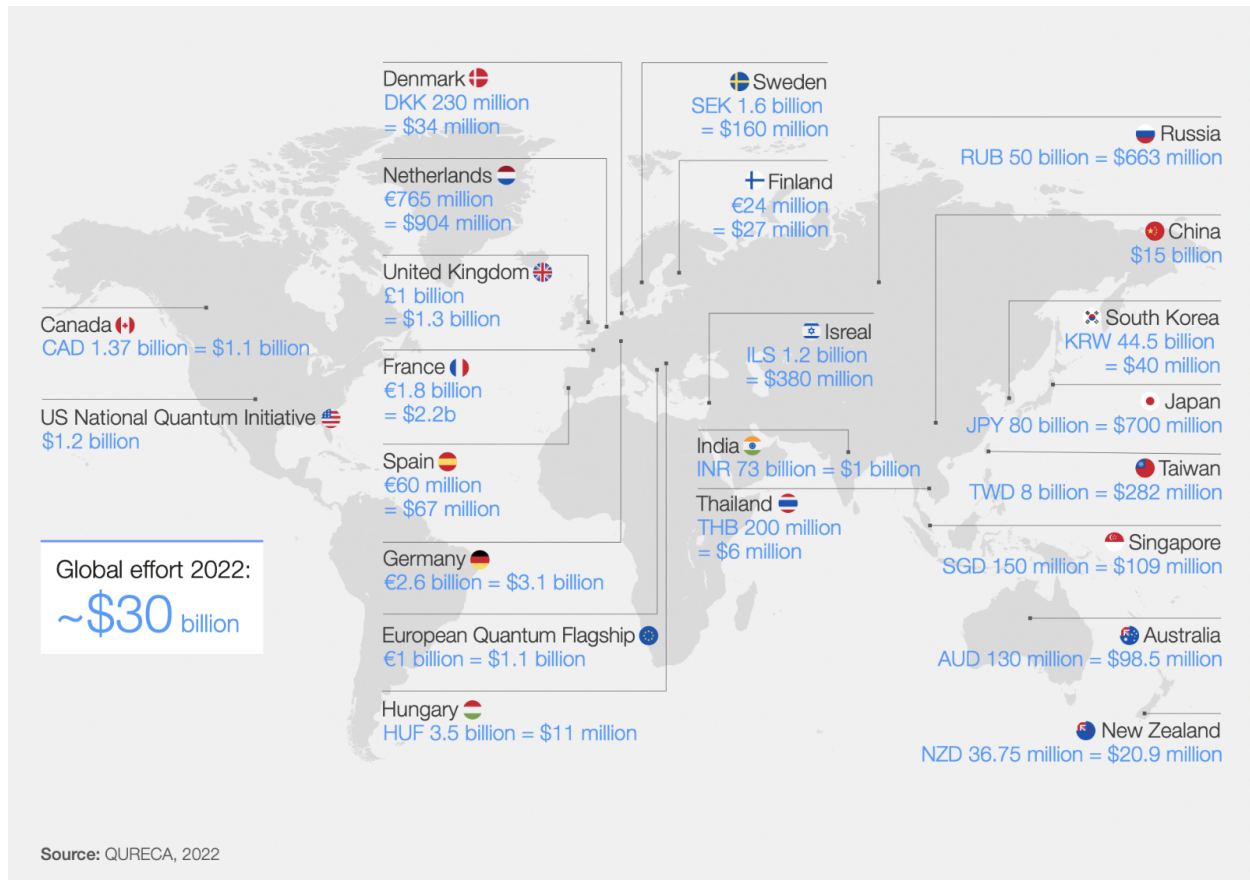 Denmark
DKK 230 million
= $34 million
Netherlands
€765 million
= $904 million
United Kingdom
£1 billion
= $1.3 billion
Canada
CAD 1.37 billion = $1.1 billion
US National Quantum Initiative
$1.2 billion
France
€1.8 billion
= $2.2b
Spain
€60 million
= $67 million
Germany
€2.6 billion = $3.1 billion
European Quantum Flagship
€1 billion = $1.1 billion
Hungary
HUF 3.5 billion = $11 million
Sweden
SEK 1.6 billion
= $160 million
Finland
€24 million
= $27 million
Isreal
ILS 1.2 billion
= $380 million
India
INR 73 billion = $1 billion
Thailand
THB 200 million
= $6 million
Russia
RUB 50 billion = $663 million
China
$15 billion
South Korea
KRW 44.5 billion
= $40 million
Japan
JPY 80 billion = $700 million
Taiwan
TWD 8 billion = $282 million
Singapore
SGD 150 million = $109 million
Australia
AUD 130 million = $98.5 million
New Zealand
NZD 36.75 million = $20.9 million
Global effort 2022:
~$30 billion
Source: QURECA, 2022